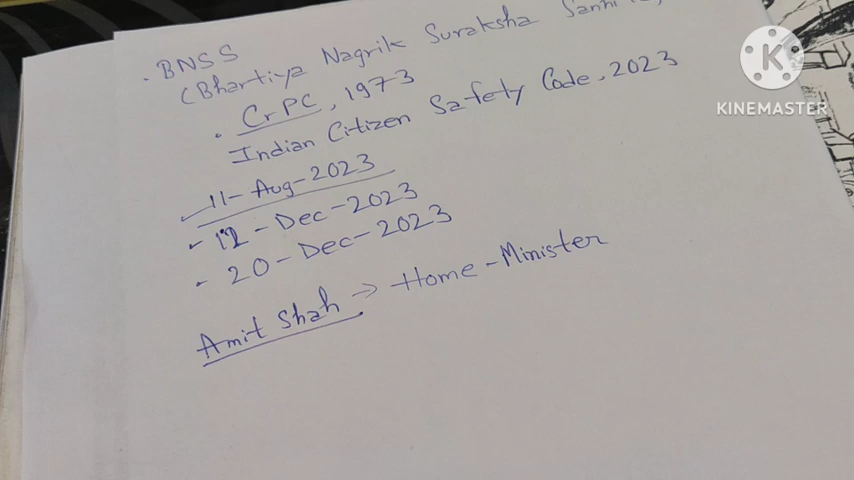 · BNSS
(Bhartiya Nagrik Suraksha
· CrPC, 1973
Indian Citizen Safety Code, 2023
- 11-Aug-2023
- 12-Dec-2023
- 20-Dec-2023
Amit Shah → Home-Minister
K
KINEMASTER